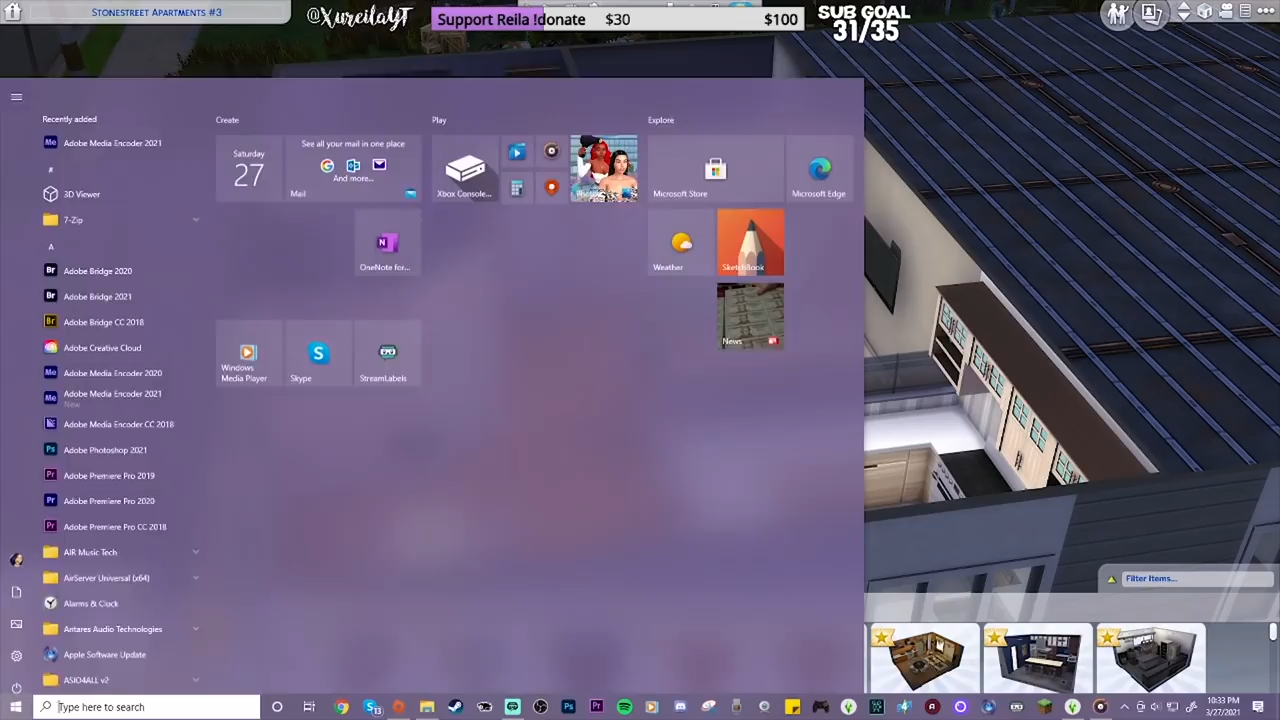 STONESTREET APARTMENTS #3
@XureilaYT
Support Reila !donate $30 $100
SUB GOAL
31/35
Recently added
Adobe Media Encoder 2021
#
3D Viewer
7-Zip
A
Adobe Bridge 2020
Adobe Bridge 2021
Adobe Bridge CC 2018
Adobe Creative Cloud
Adobe Media Encoder 2020
Adobe Media Encoder 2021
New
Adobe Media Encoder CC 2018
Adobe Photoshop 2021
Adobe Premiere Pro 2019
Adobe Premiere Pro 2020
Adobe Premiere Pro CC 2018
AIR Music Tech
AirServer Universal (x64)
Alarms & Clock
Antares Audio Technologies
Apple Software Update
ASIO4ALL v2
Create
Saturday
27
See all your mail in one place
And more...
Mail
OneNote for...
Windows
Media Player
Skype
StreamLabels
Play
Xbox Console...
Explore
Microsoft Store
Microsoft Edge
Weather
SketchBook
News
Filter Items...
Type here to search
10:33 PM
3/27/2021